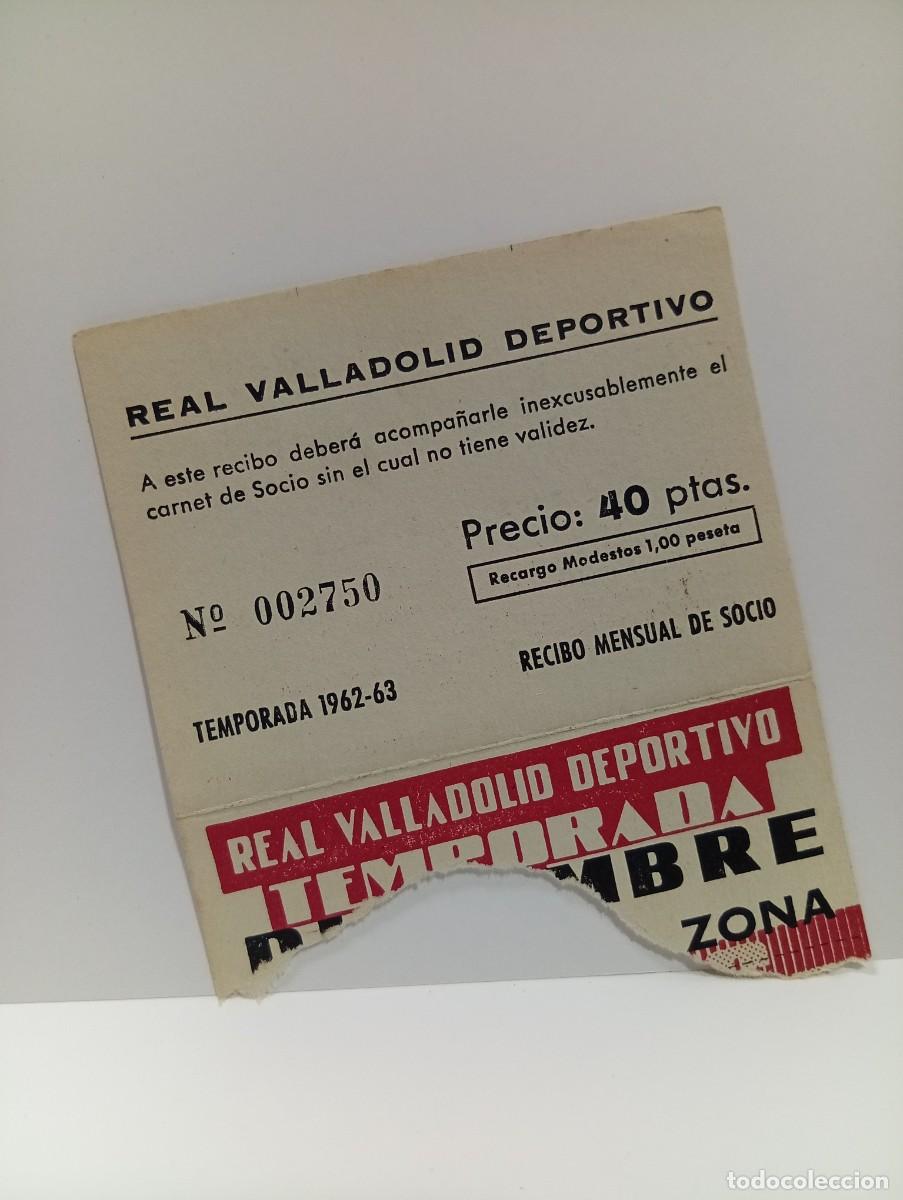 REAL VALLADOLID DEPORTIVO
A este recibo deberá acompañarle inexcusablemente el
carnet de Socio sin el cual no tiene validez.
Precio: 40 ptas.
Recargo Modestos 1,00 peseta
Nº 002750
RECIBO MENSUAL DE SOCIO
TEMPORADA 1962-63
REAL VALLADOLID DEPORTIVO
TEMPORADA
ZONA
todocoleccion